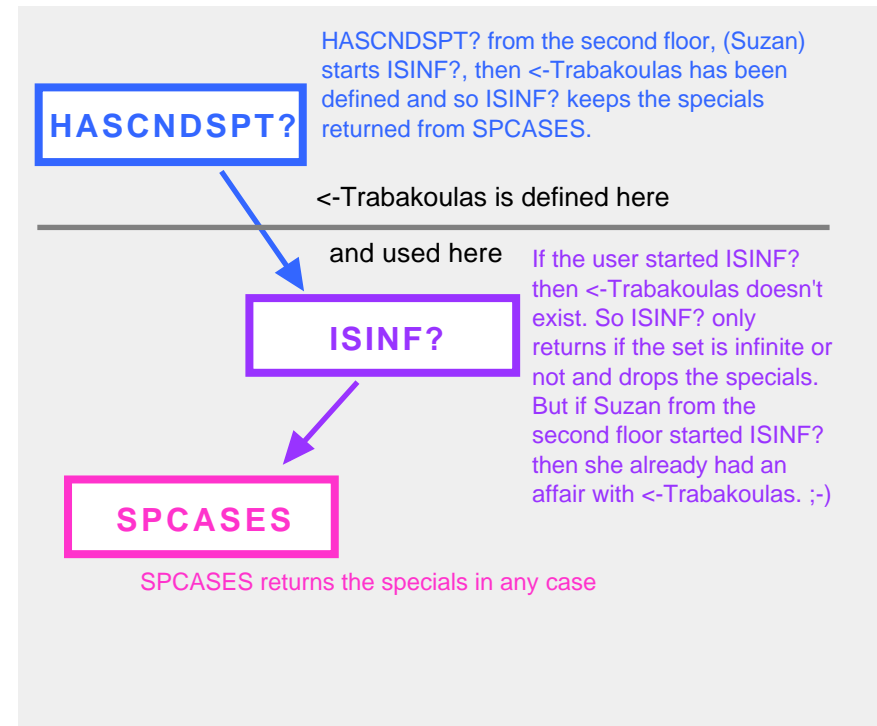 HASCNDSPT? from the second floor, (Suzan)
starts ISINF?, then <-Trabakoulas has been
defined and so ISINF? keeps the specials
returned from SPCASES.
HASCNDSPT?
<-Trabakoulas is defined here
and used here
If the user started ISINF?
then <-Trabakoulas doesn't
exist. So ISINF? only
returns if the set is infinite or
not and drops the specials.
But if Suzan from the
second floor started ISINF?
then she already had an
affair with <-Trabakoulas. ;-)
ISINF?
SPCASES
SPCASES returns the specials in any case